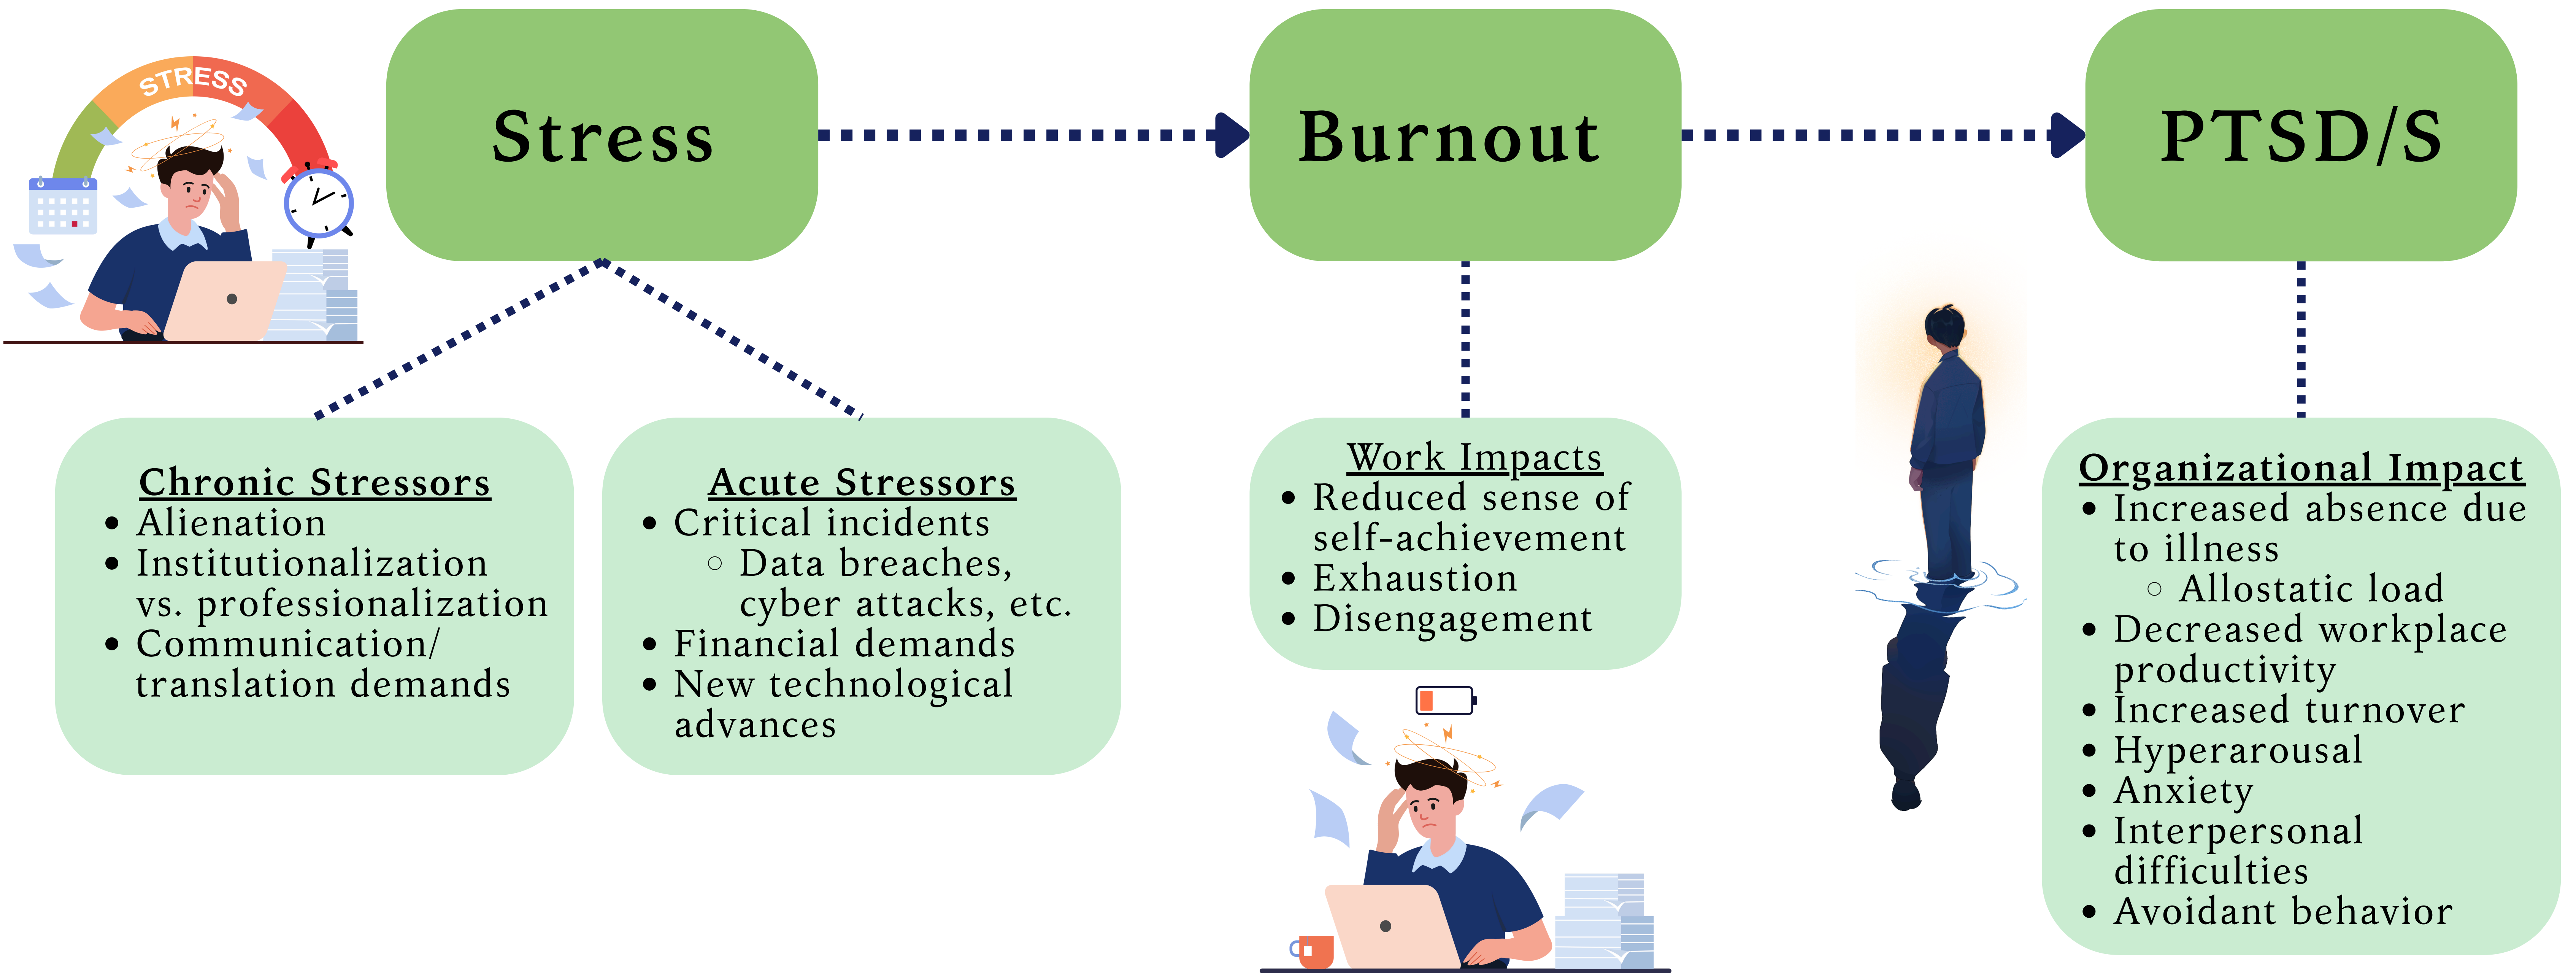 STRESS
Stress
Burnout
PTSD/S
Chronic Stressors
• Alienation
• Institutionalization
vs. professionalization
• Communication/
translation demands
Acute Stressors
• Critical incidents
○ Data breaches,
cyber attacks, etc.
• Financial demands
• New technological
advances
Work Impacts
• Reduced sense of
self-achievement
• Exhaustion
• Disengagement
Organizational Impact
• Increased absence due
to illness
○ Allostatic load
• Decreased workplace
productivity
• Increased turnover
• Hyperarousal
• Anxiety
• Interpersonal
difficulties
• Avoidant behavior